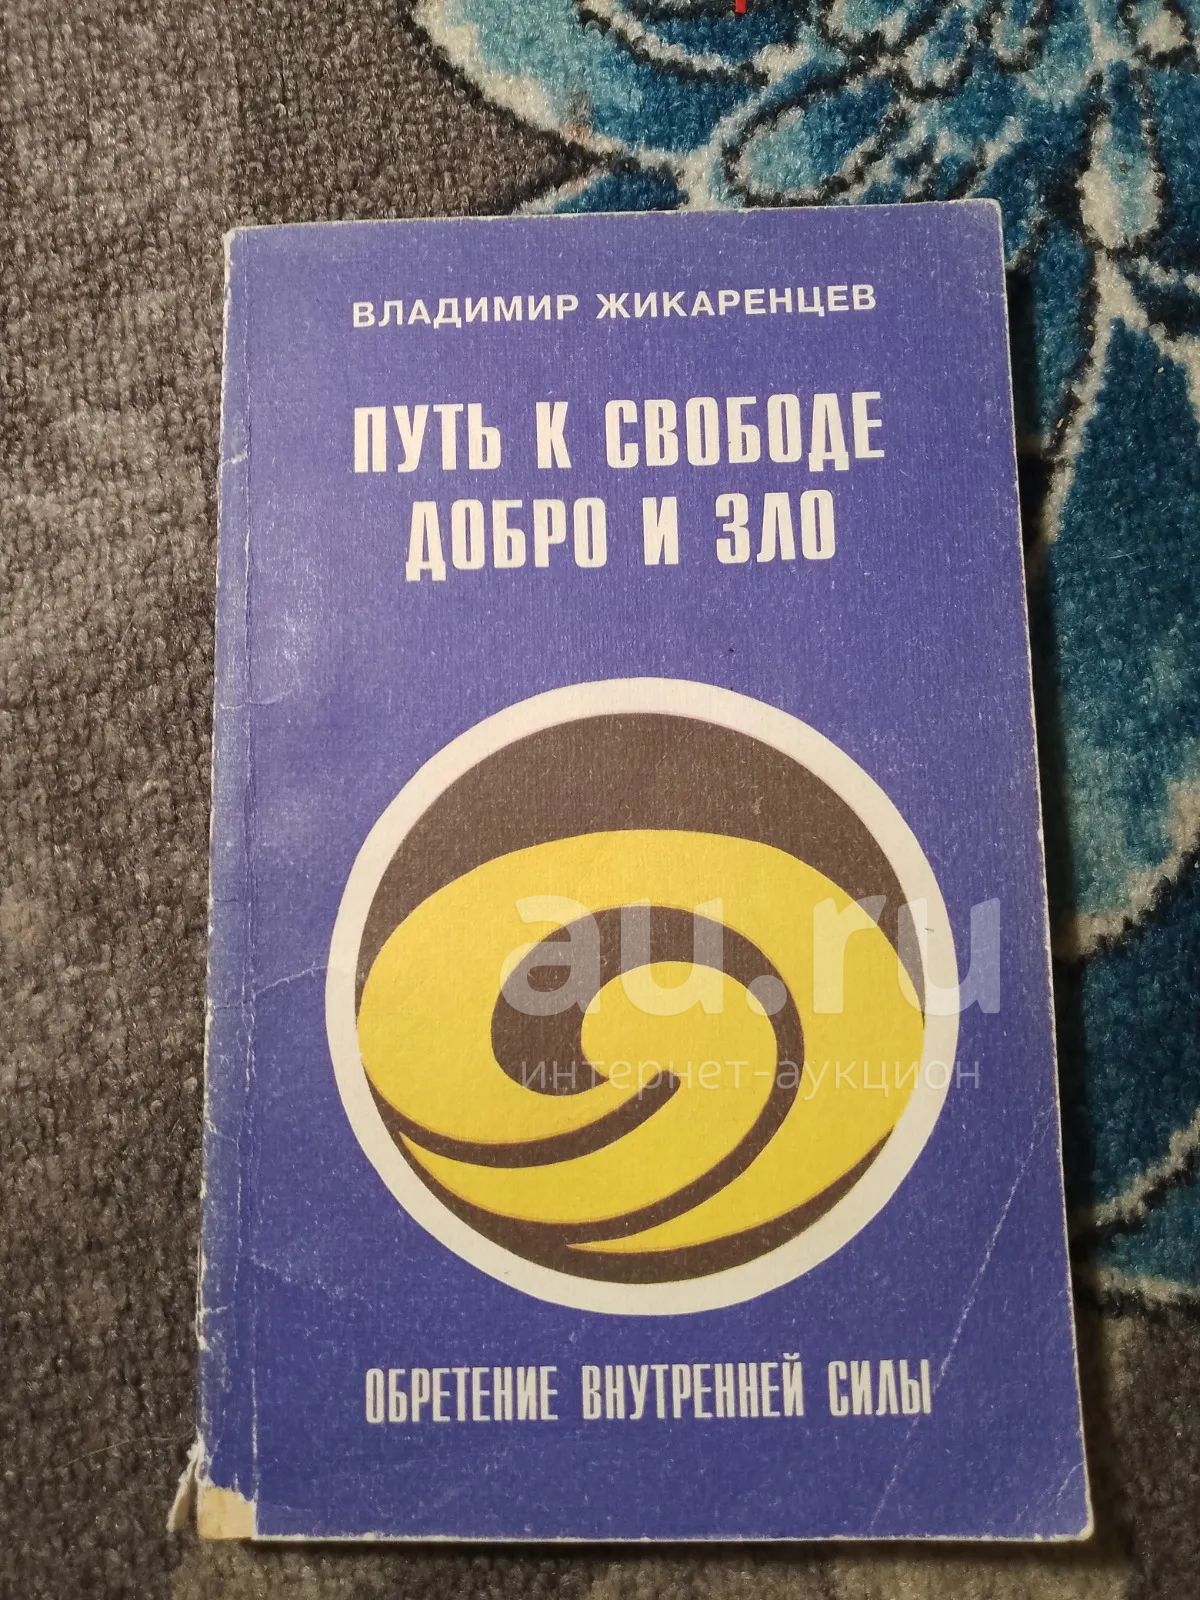 ВЛАДИМИР ЖИКАРЕНЦЕВ
ПУТЬ К СВОБОДЕ
ДОБРО И ЗЛО
au.ru
интернет-аукцион
ОБРЕТЕНИЕ ВНУТРЕННЕЙ СИЛЫ